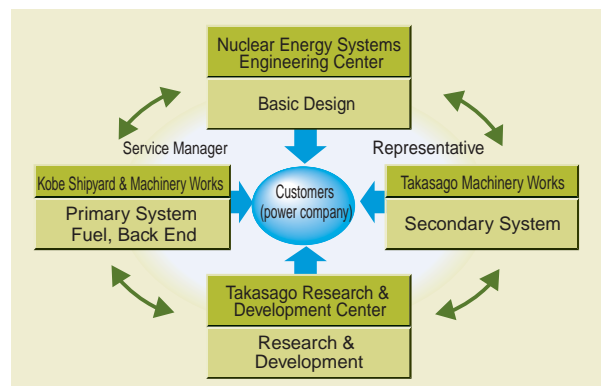 Nuclear Energy Systems
Engineering Center
Basic Design
Service Manager
Representative
Kobe Shipyard & Machinery Works
Primary System
Fuel, Back End
Customers
(power company)
Takasago Machinery Works
Secondary System
Takasago Research &
Development Center
Research &
Development